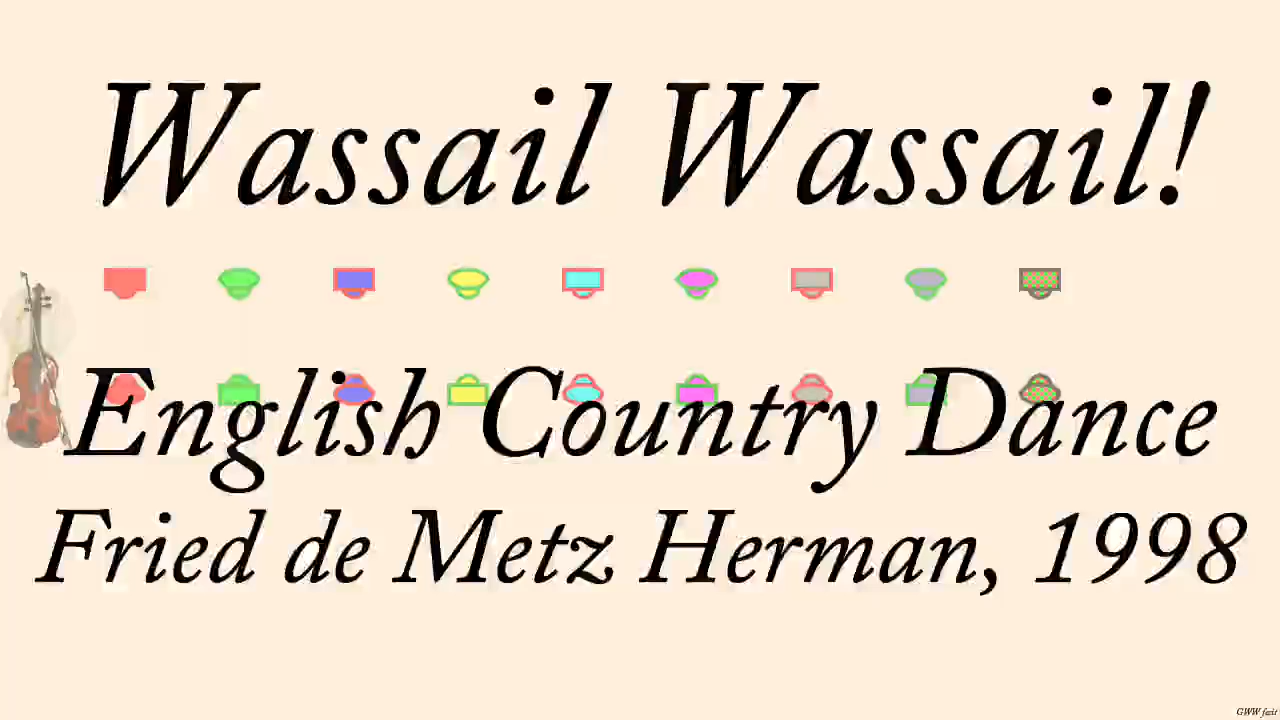 Wassail Wassail!
English Country Dance
Fried de Metz Herman, 1998
GWW fecit